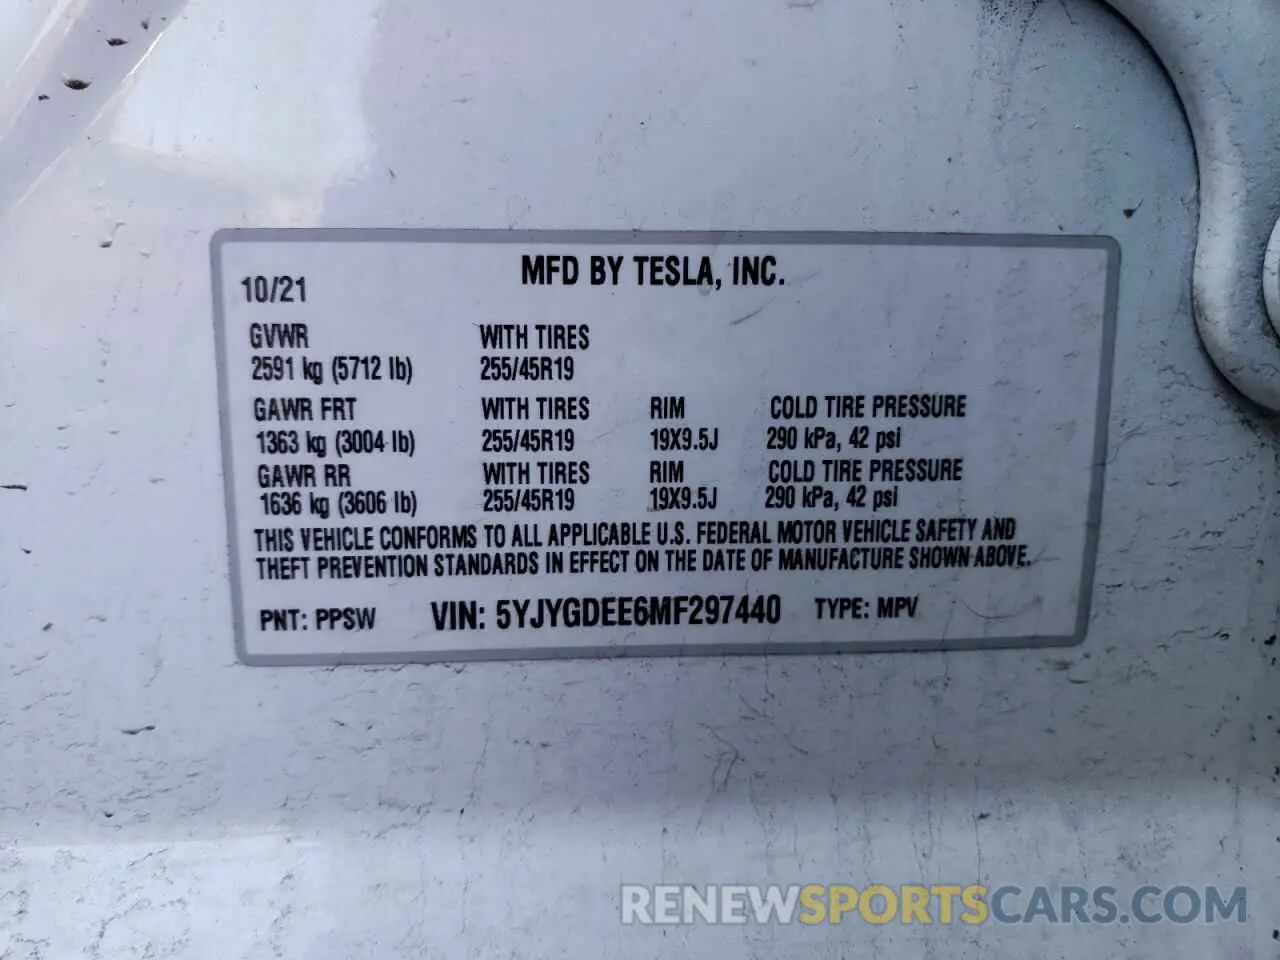 MFD BY TESLA, INC.
10/21
GVWR WITH TIRES
2591 kg (5712 lb) 255/45R19
GAWR FRT WITH TIRES RIM COLD TIRE PRESSURE
1363 kg (3004 lb) 255/45R19 19X9.5J 290 kPa, 42 psi
GAWR RR WITH TIRES RIM COLD TIRE PRESSURE
1636 kg (3606 lb) 255/45R19 19X9.5J 290 kPa, 42 psi
THIS VEHICLE CONFORMS TO ALL APPLICABLE U.S. FEDERAL MOTOR VEHICLE SAFETY AND
THEFT PREVENTION STANDARDS IN EFFECT ON THE DATE OF MANUFACTURE SHOWN ABOVE.
PNT: PPSW VIN: 5YJYGDEE6MF297440 TYPE: MPV
RENEWSPORTSCARS.COM